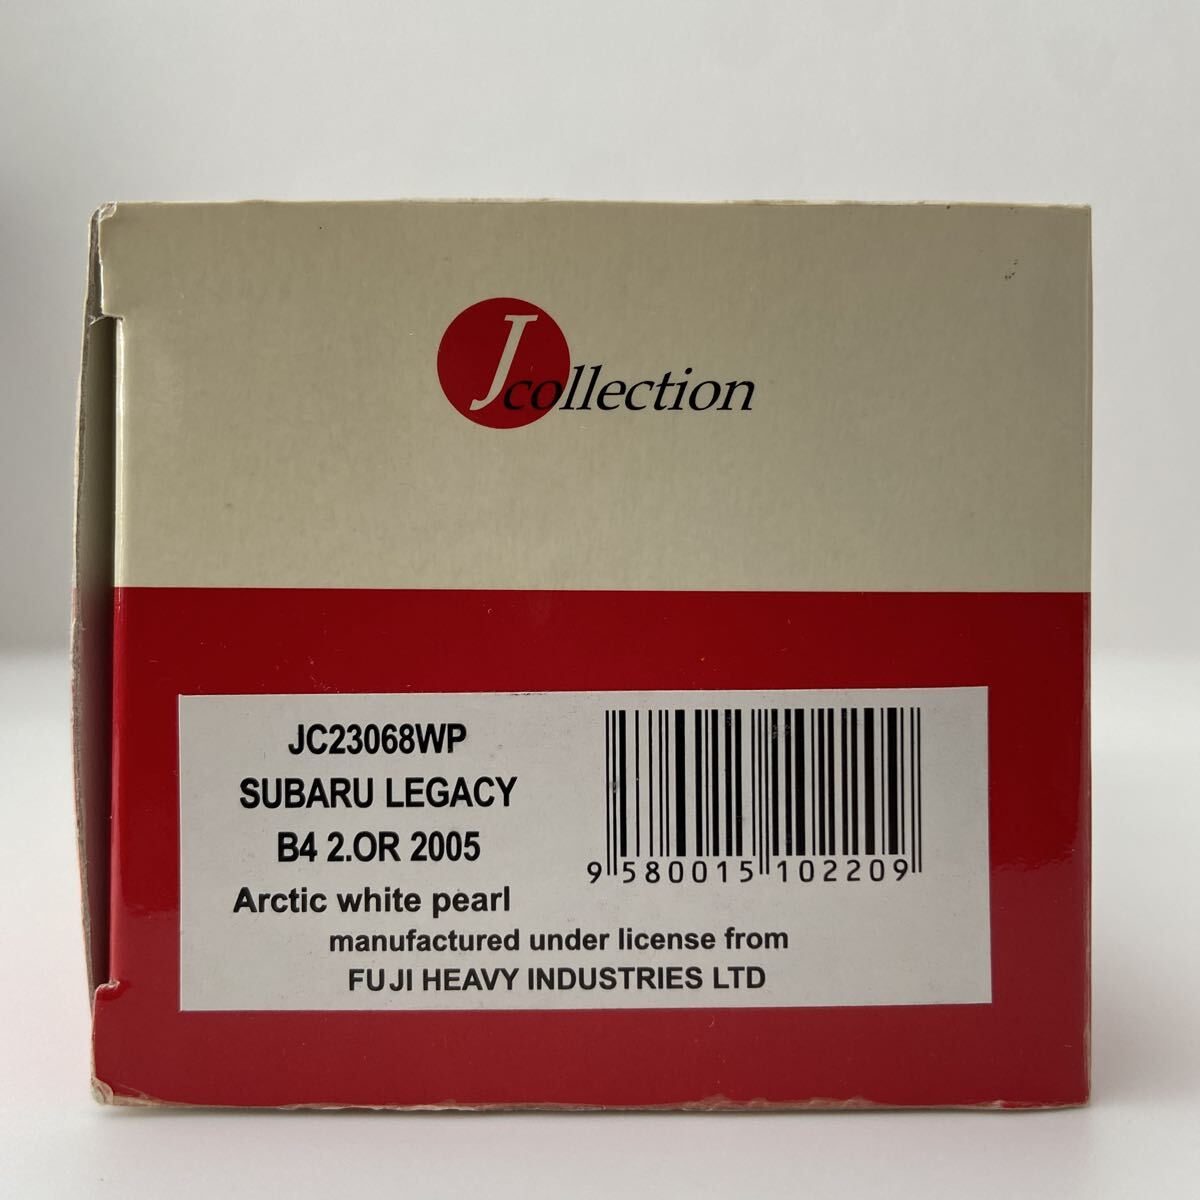 Jcollection
JC23068WP
SUBARU LEGACY
B4 2.OR 2005
Arctic white pearl
manufactured under license from
FUJI HEAVY INDUSTRIES LTD
9 580015 102209